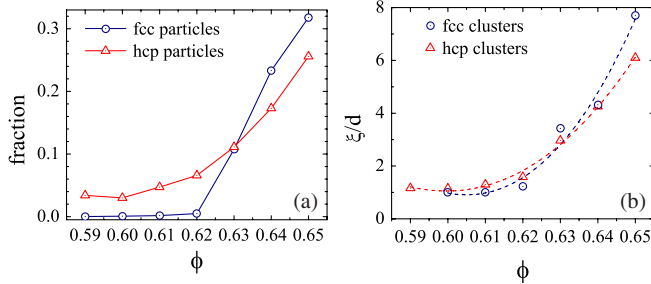 fcc particles
hcp particles
fraction
0.3
0.2
0.1
0.0
(a)
0.59 0.60 0.61 0.62 0.63 0.64 0.65
ϕ
fcc clusters
hcp clusters
ξ/d
8
6
4
2
0
(b)
0.59 0.60 0.61 0.62 0.63 0.64 0.65
ϕ